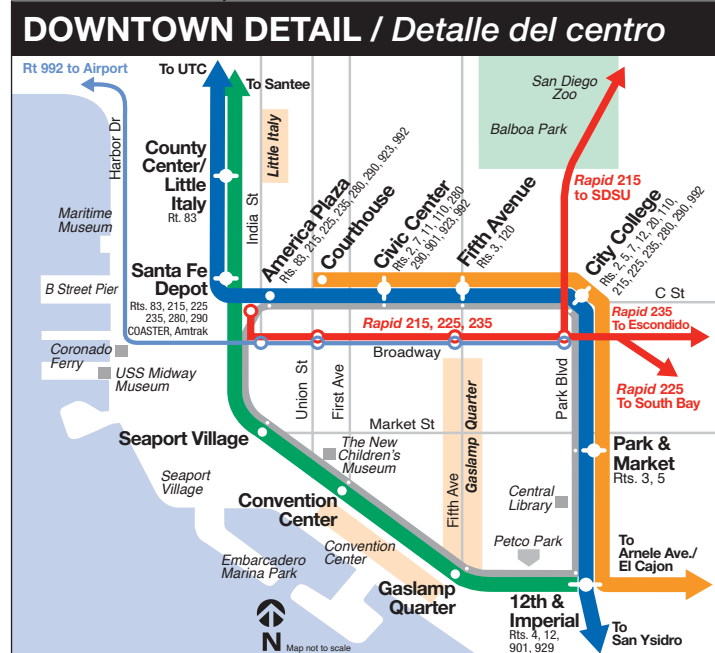 DOWNTOWN DETAIL / Detalle del centro
Rt 992 to Airport
To UTC
To Santee
San Diego
Zoo
Balboa Park
Harbor Dr
Little Italy
County
Center/
Little
Italy
Rt. 83
India St
America Plaza
Rts. 83, 215, 225, 235, 280, 290, 923, 992
Courthouse
Civic Center
Rts. 2, 7, 11, 110, 280
290, 901, 923, 992
Fifth Avenue
Rts. 3, 120
Rapid 215
to SDSU
City College
Rts. 2, 5, 7, 12, 20, 110,
215, 225, 235, 280, 290, 992
Maritime
Museum
Santa Fe
Depot
Rts. 83, 215, 225
235, 280, 290
COASTER, Amtrak
B Street Pier
C St
Rapid 215, 225, 235
Rapid 235
To Escondido
Broadway
Coronado
Ferry
USS Midway
Museum
Union St
First Ave
Park Blvd
Rapid 225
To South Bay
Market St
Gaslamp Quarter
Fifth Ave
Seaport Village
The New
Children's
Museum
Park &
Market
Rts. 3, 5
Seaport
Village
Convention
Center
Central
Library
Convention
Center
Petco Park
Embarcadero
Marina Park
To
Arnele Ave./
El Cajon
Gaslamp
Quarter
12th &
Imperial
Rts. 4, 12,
901, 929
To
San Ysidro
N
Map not to scale